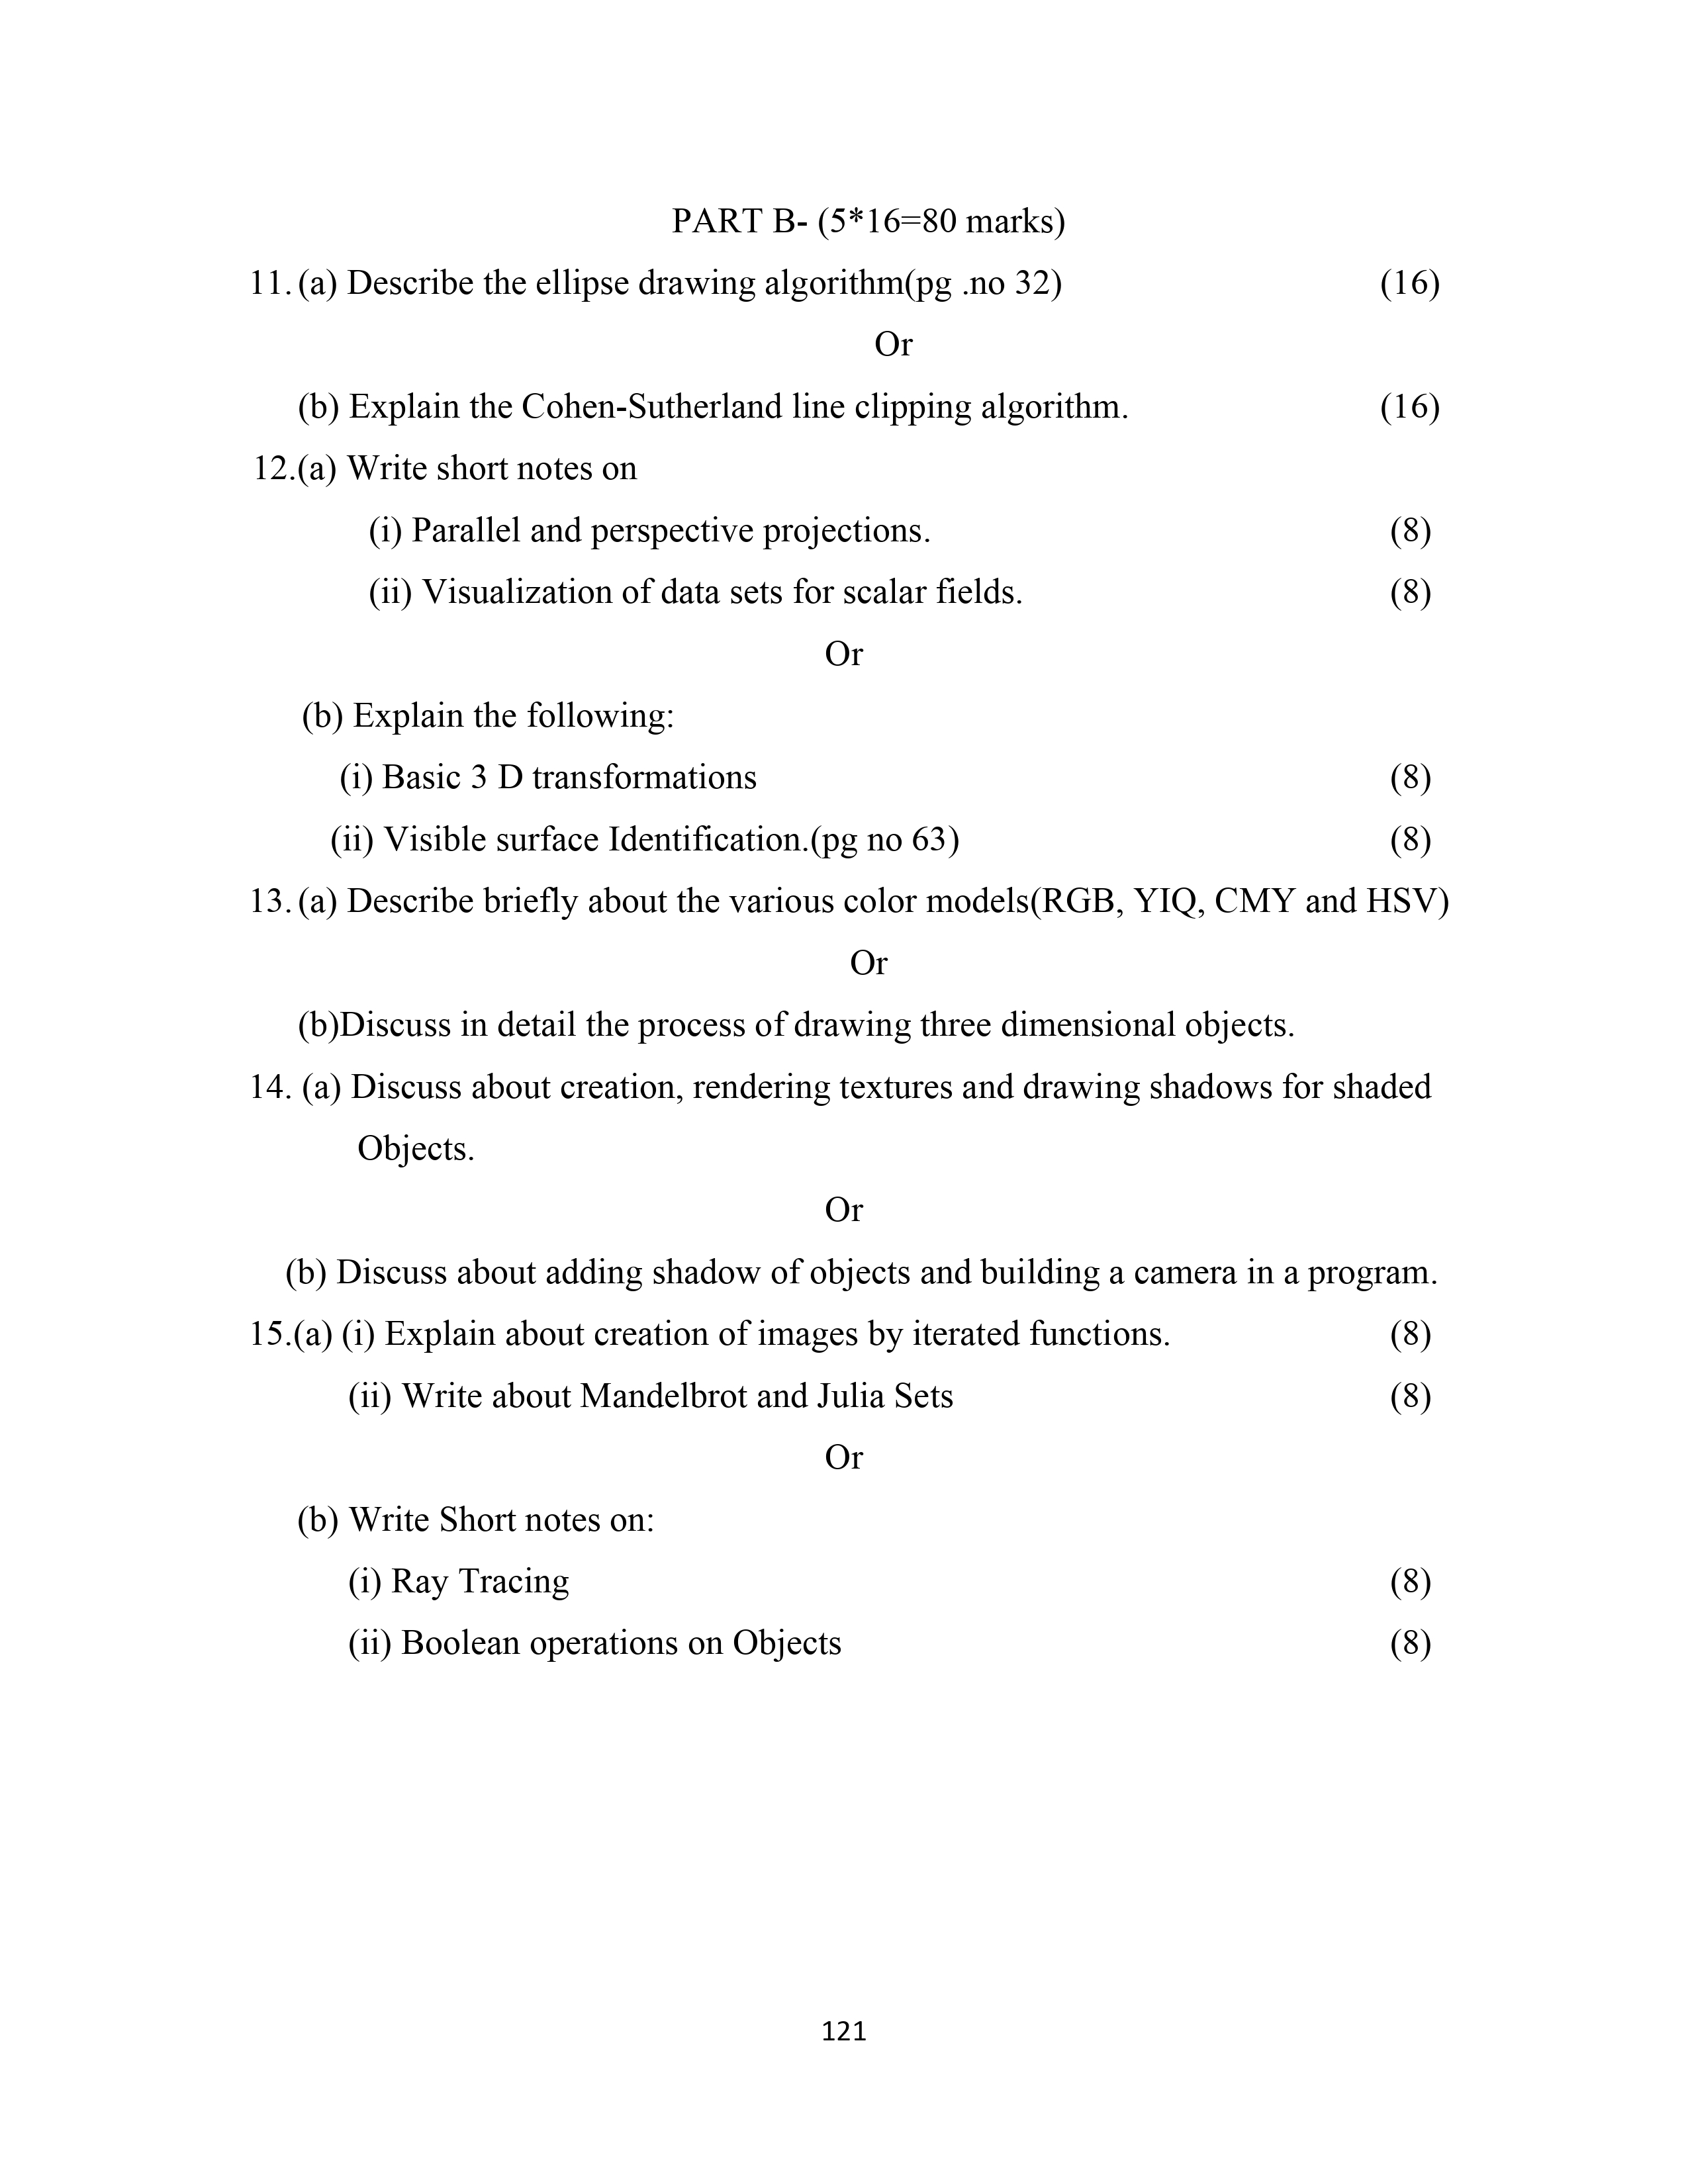 PART B- (5*16=80 marks)
11. (a) Describe the ellipse drawing algorithm(pg .no 32) (16)
Or
(b) Explain the Cohen-Sutherland line clipping algorithm. (16)
12.(a) Write short notes on
(i) Parallel and perspective projections. (8)
(ii) Visualization of data sets for scalar fields. (8)
Or
(b) Explain the following:
(i) Basic 3 D transformations (8)
(ii) Visible surface Identification.(pg no 63) (8)
13. (a) Describe briefly about the various color models(RGB, YIQ, CMY and HSV)
Or
(b)Discuss in detail the process of drawing three dimensional objects.
14. (a) Discuss about creation, rendering textures and drawing shadows for shaded
Objects.
Or
(b) Discuss about adding shadow of objects and building a camera in a program.
15.(a) (i) Explain about creation of images by iterated functions. (8)
(ii) Write about Mandelbrot and Julia Sets (8)
Or
(b) Write Short notes on:
(i) Ray Tracing (8)
(ii) Boolean operations on Objects (8)
121